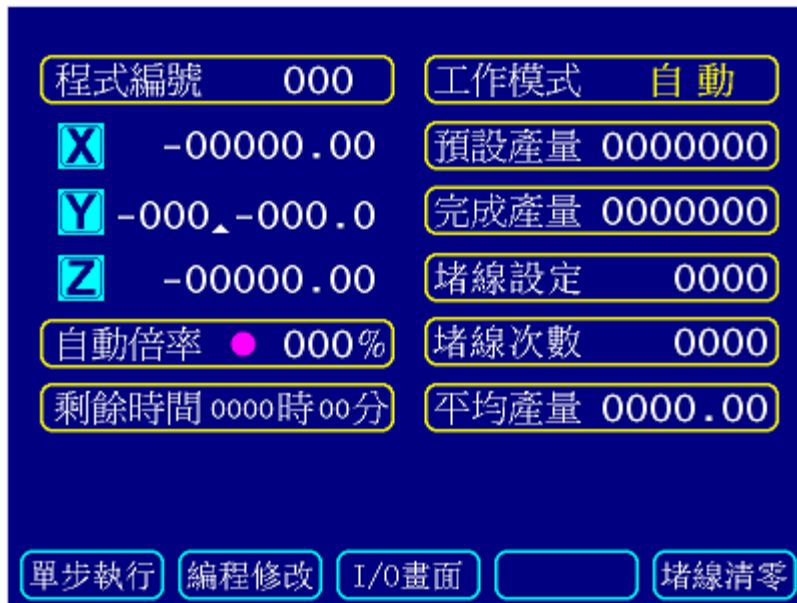 程式編號 000
工作模式 自動
X -00000.00
預設產量 0000000
Y -000▲-000.0
完成產量 0000000
Z -00000.00
堵線設定 0000
自動倍率 ● 000%
堵線次數 0000
剩餘時間 0000時00分
平均產量 0000.00
單步執行 編程修改 I/O畫面 堵線清零